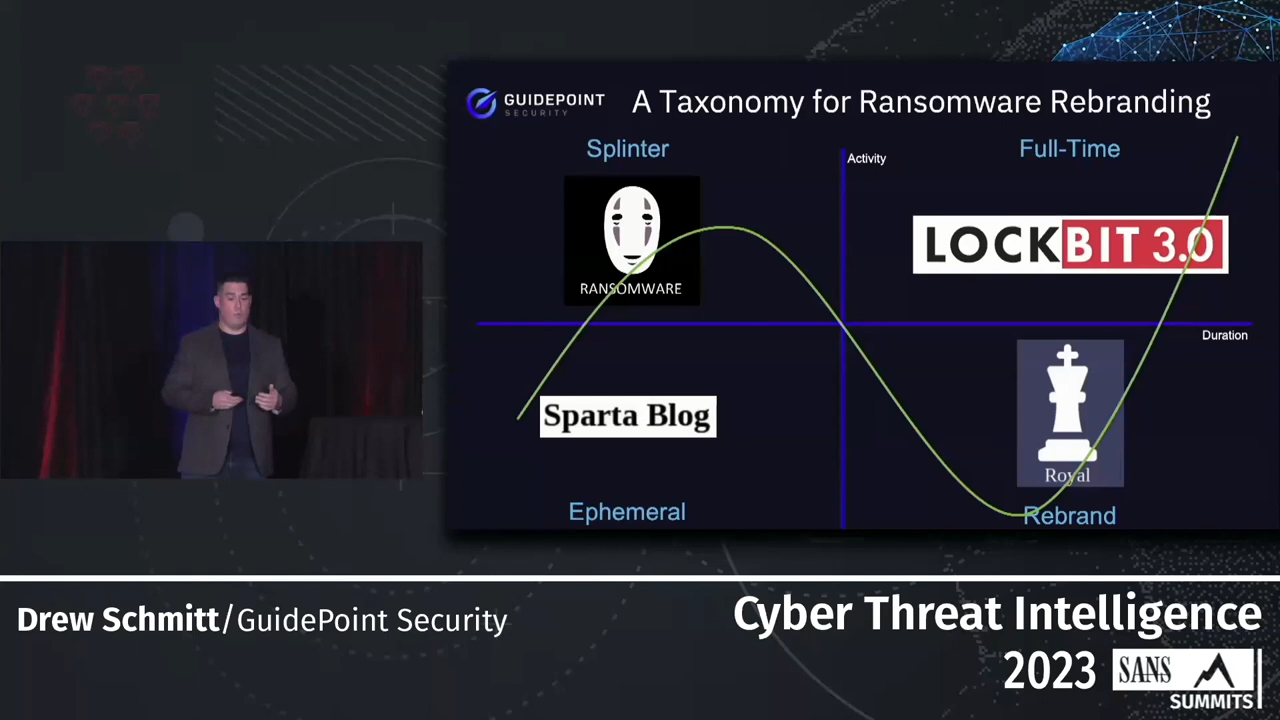 GUIDEPOINT
SECURITY
A Taxonomy for Ransomware Rebranding
Splinter
Activity
Full-Time
RANSOMWARE
LOCKBIT 3.0
Duration
Sparta Blog
Royal
Ephemeral
Rebrand
Drew Schmitt/GuidePoint Security
Cyber Threat Intelligence
2023
SANS
SUMMITS